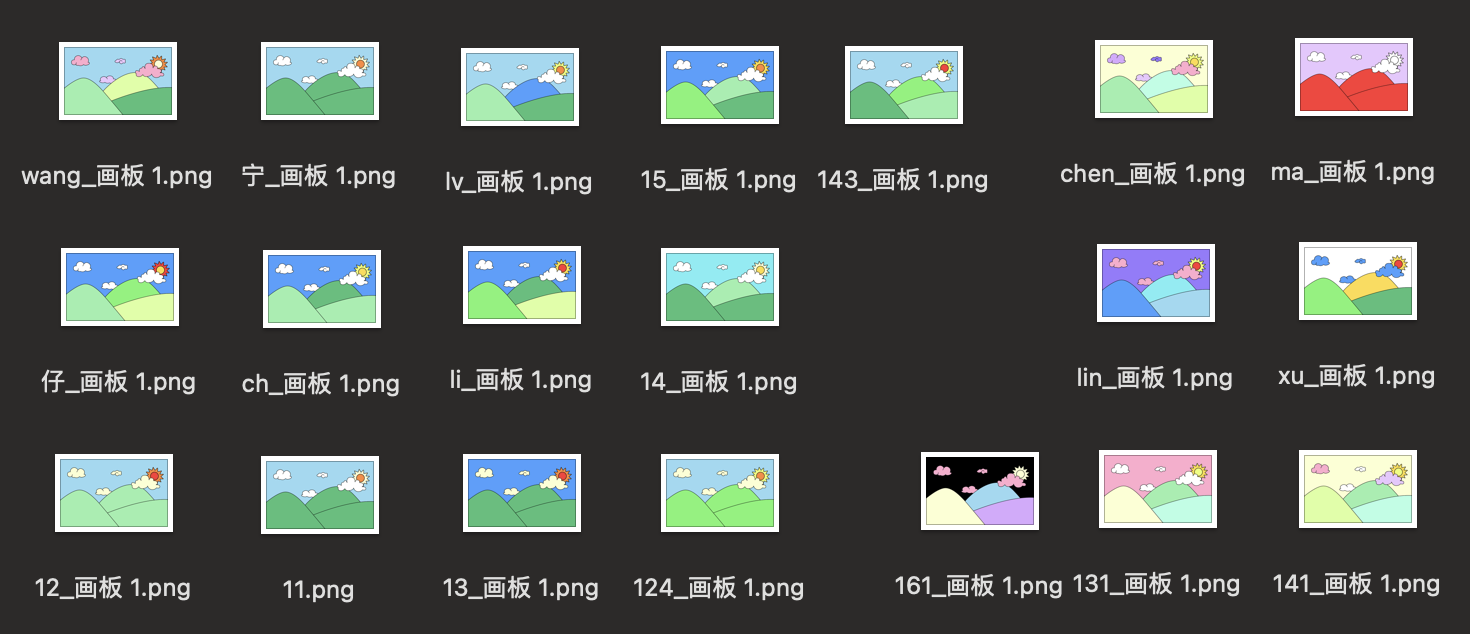 wang_画板 1.png
宁_画板 1.png
lv_画板 1.png
15_画板 1.png
143_画板 1.png
chen_画板 1.png
ma_画板 1.png
仔_画板 1.png
ch_画板 1.png
li_画板 1.png
14_画板 1.png
lin_画板 1.png
xu_画板 1.png
12_画板 1.png
11.png
13_画板 1.png
124_画板 1.png
161_画板 1.png
131_画板 1.png
141_画板 1.png